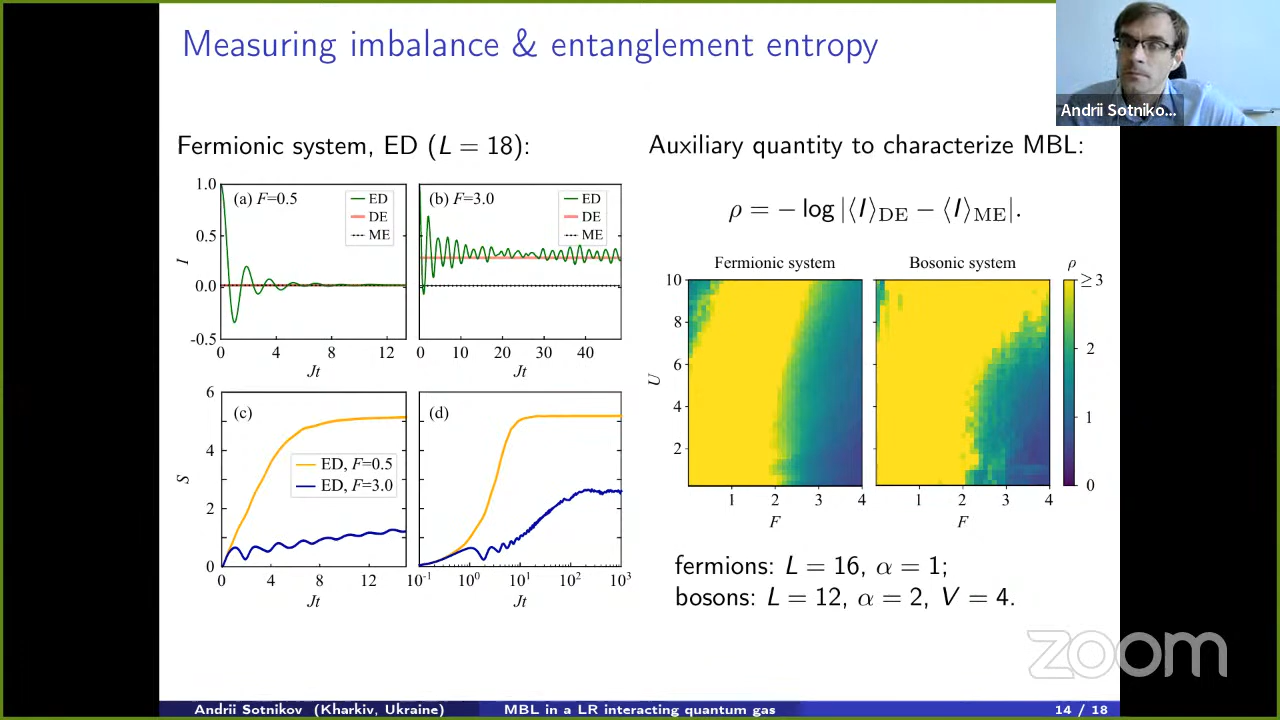 Measuring imbalance & entanglement entropy
Andrii Sotniko...
Fermionic system, ED (L = 18):
1.0
0.5
0.0
-0.5
I
(a) F=0.5
ED
DE
ME
0 4 8 12
Jt
(b) F=3.0
ED
DE
ME
0 10 20 30 40
Jt
6
4
2
0
S
(c)
ED, F=0.5
ED, F=3.0
0 4 8 12
Jt
(d)
10⁻¹ 10⁰ 10¹ 10² 10³
Jt
Auxiliary quantity to characterize MBL:
ρ = − log |⟨I⟩DE − ⟨I⟩ME|.
Fermionic system
Bosonic system
ρ
10
8
6
4
2
U
1 2 3 4
F
1 2 3 4
F
≥3
2
1
0
fermions: L = 16, α = 1;
bosons: L = 12, α = 2, V = 4.
zoom
Andrii Sotnikov (Kharkiv, Ukraine) MBL in a LR interacting quantum gas 14 / 18